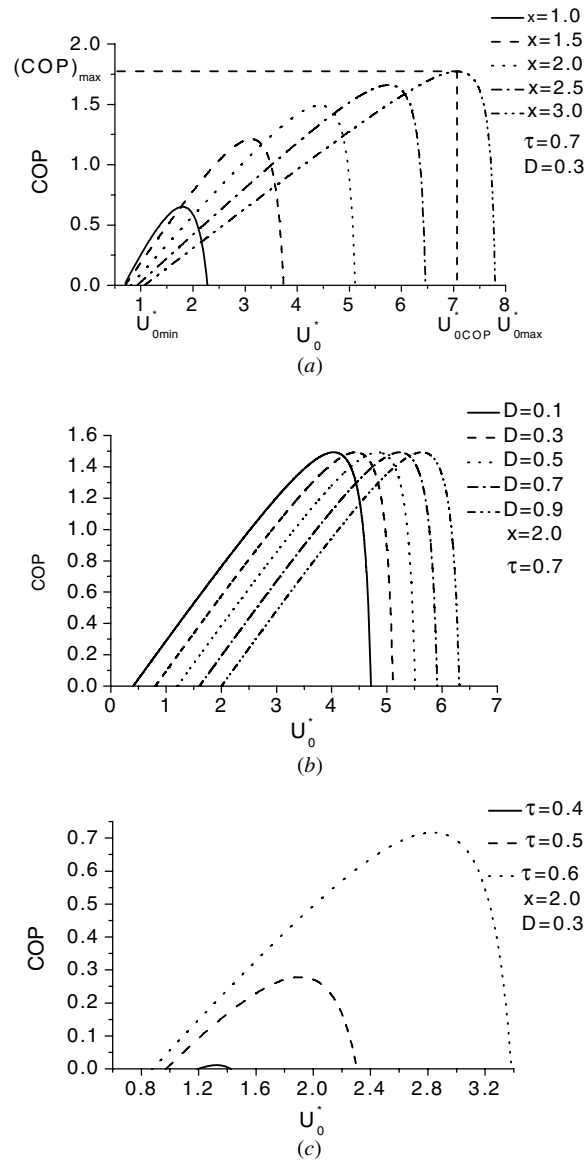 x=1.0
x=1.5
x=2.0
x=2.5
x=3.0
τ=0.7
D=0.3
2.0
(COP)max
1.5
1.0
0.5
0.0
COP
1 2 3 4 5 6 7 8
U*0min U*0 U*0COP U*0max
(a)
D=0.1
D=0.3
D=0.5
D=0.7
D=0.9
x=2.0
τ=0.7
1.6
1.4
1.2
1.0
0.8
0.6
0.4
0.2
0.0
COP
0 1 2 3 4 5 6 7
U*0
(b)
τ=0.4
τ=0.5
τ=0.6
x=2.0
D=0.3
0.7
0.6
0.5
0.4
0.3
0.2
0.1
0.0
COP
0.8 1.2 1.6 2.0 2.4 2.8 3.2
U*0
(c)